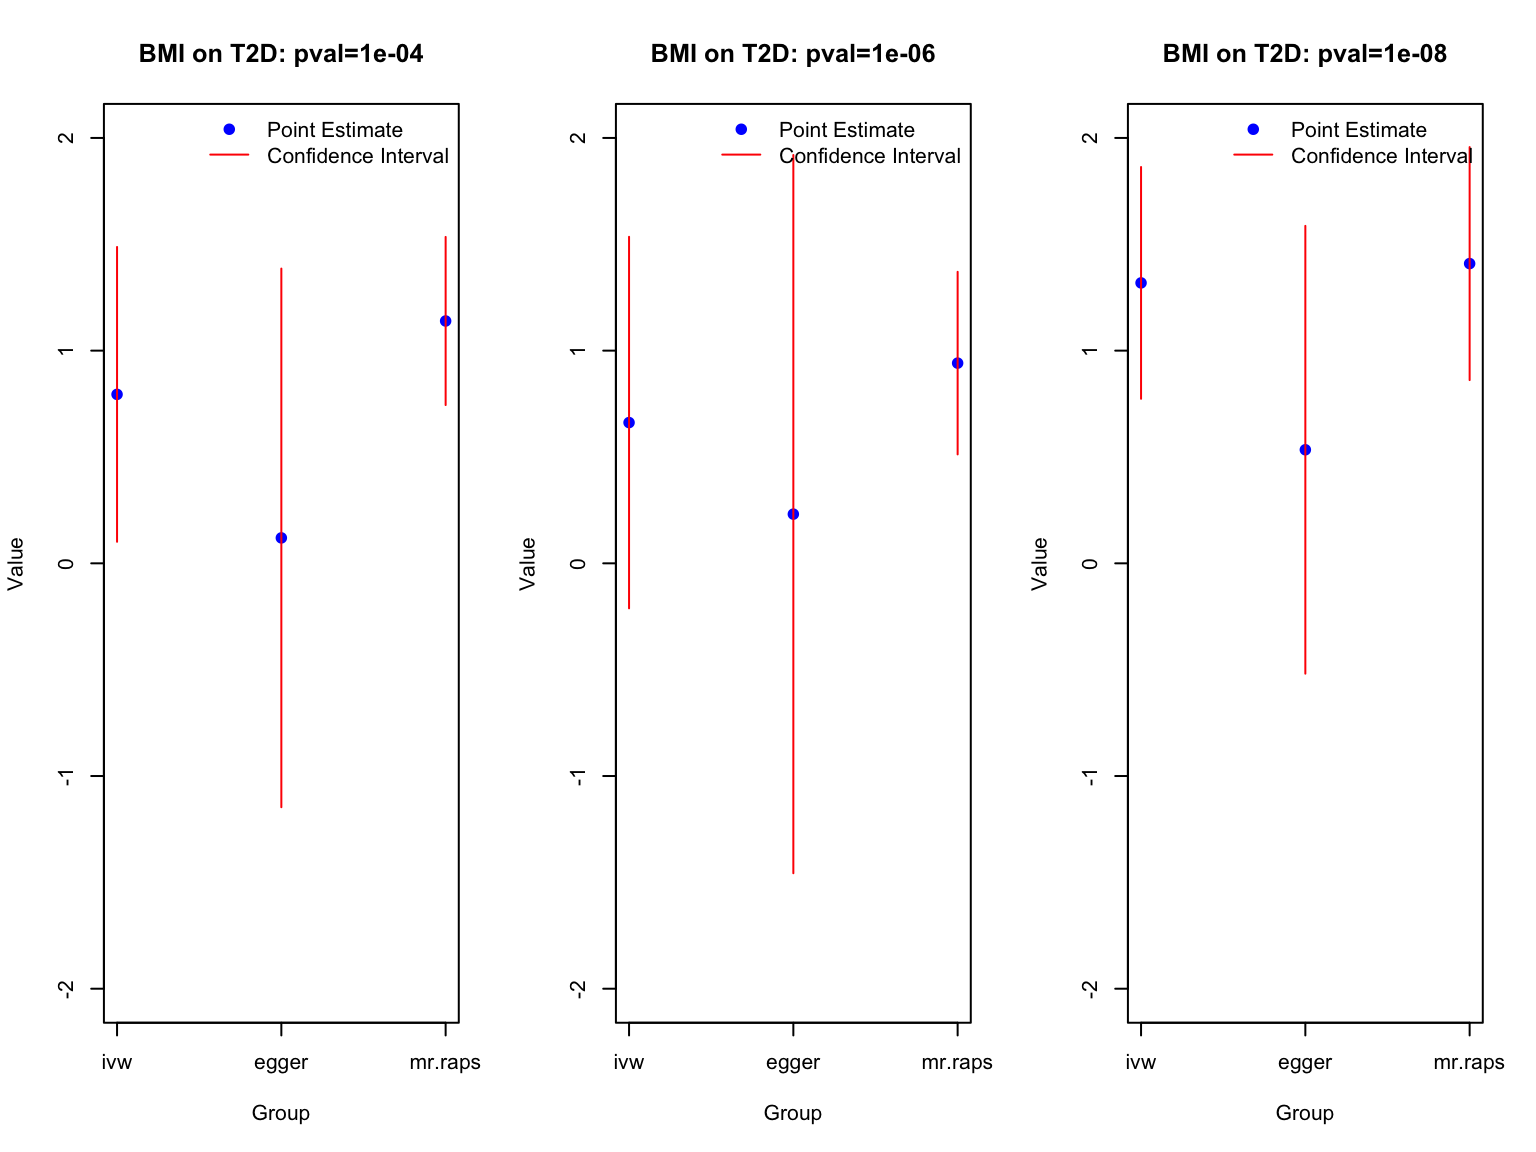 BMI on T2D: pval=1e-04
Point Estimate
Confidence Interval
2
1
0
-1
-2
Value
ivw egger mr.raps
Group
BMI on T2D: pval=1e-06
Point Estimate
Confidence Interval
2
1
0
-1
-2
Value
ivw egger mr.raps
Group
BMI on T2D: pval=1e-08
Point Estimate
Confidence Interval
2
1
0
-1
-2
Value
ivw egger mr.raps
Group